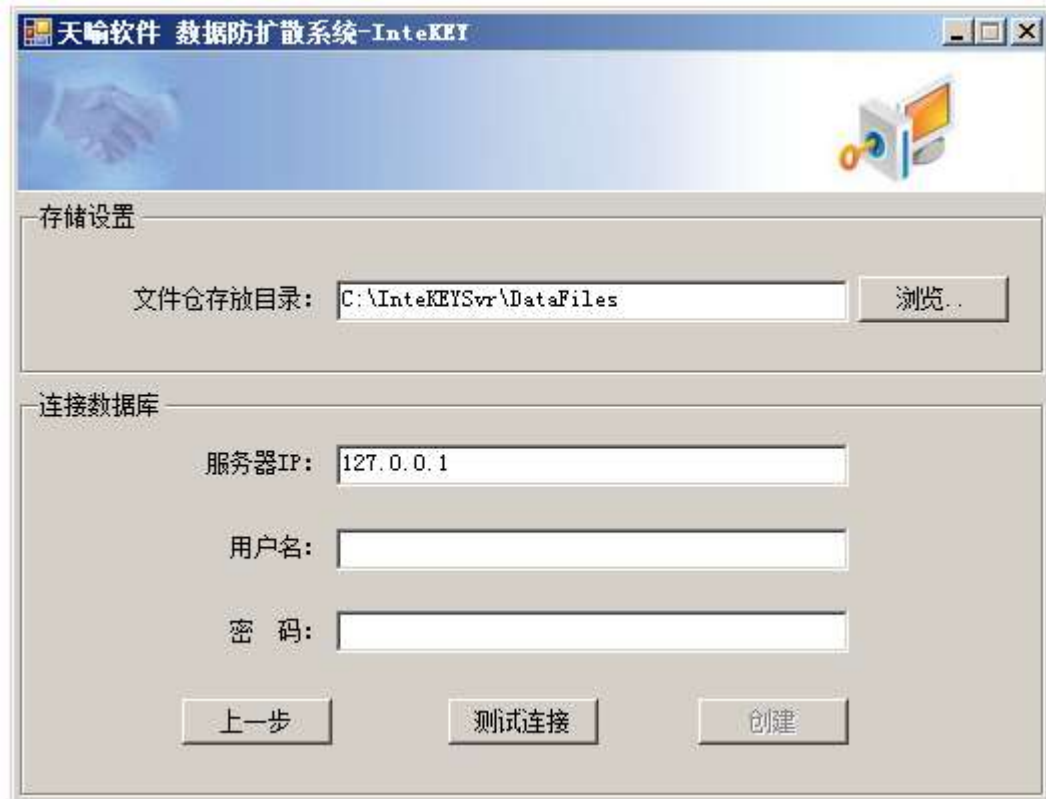 天喻软件 数据防扩散系统-InteKEY
存储设置
文件仓存放目录: C:\InteKEYSvr\DataFiles 浏览..
连接数据库
服务器IP: 127.0.0.1
用户名:
密 码:
上一步 测试连接 创建